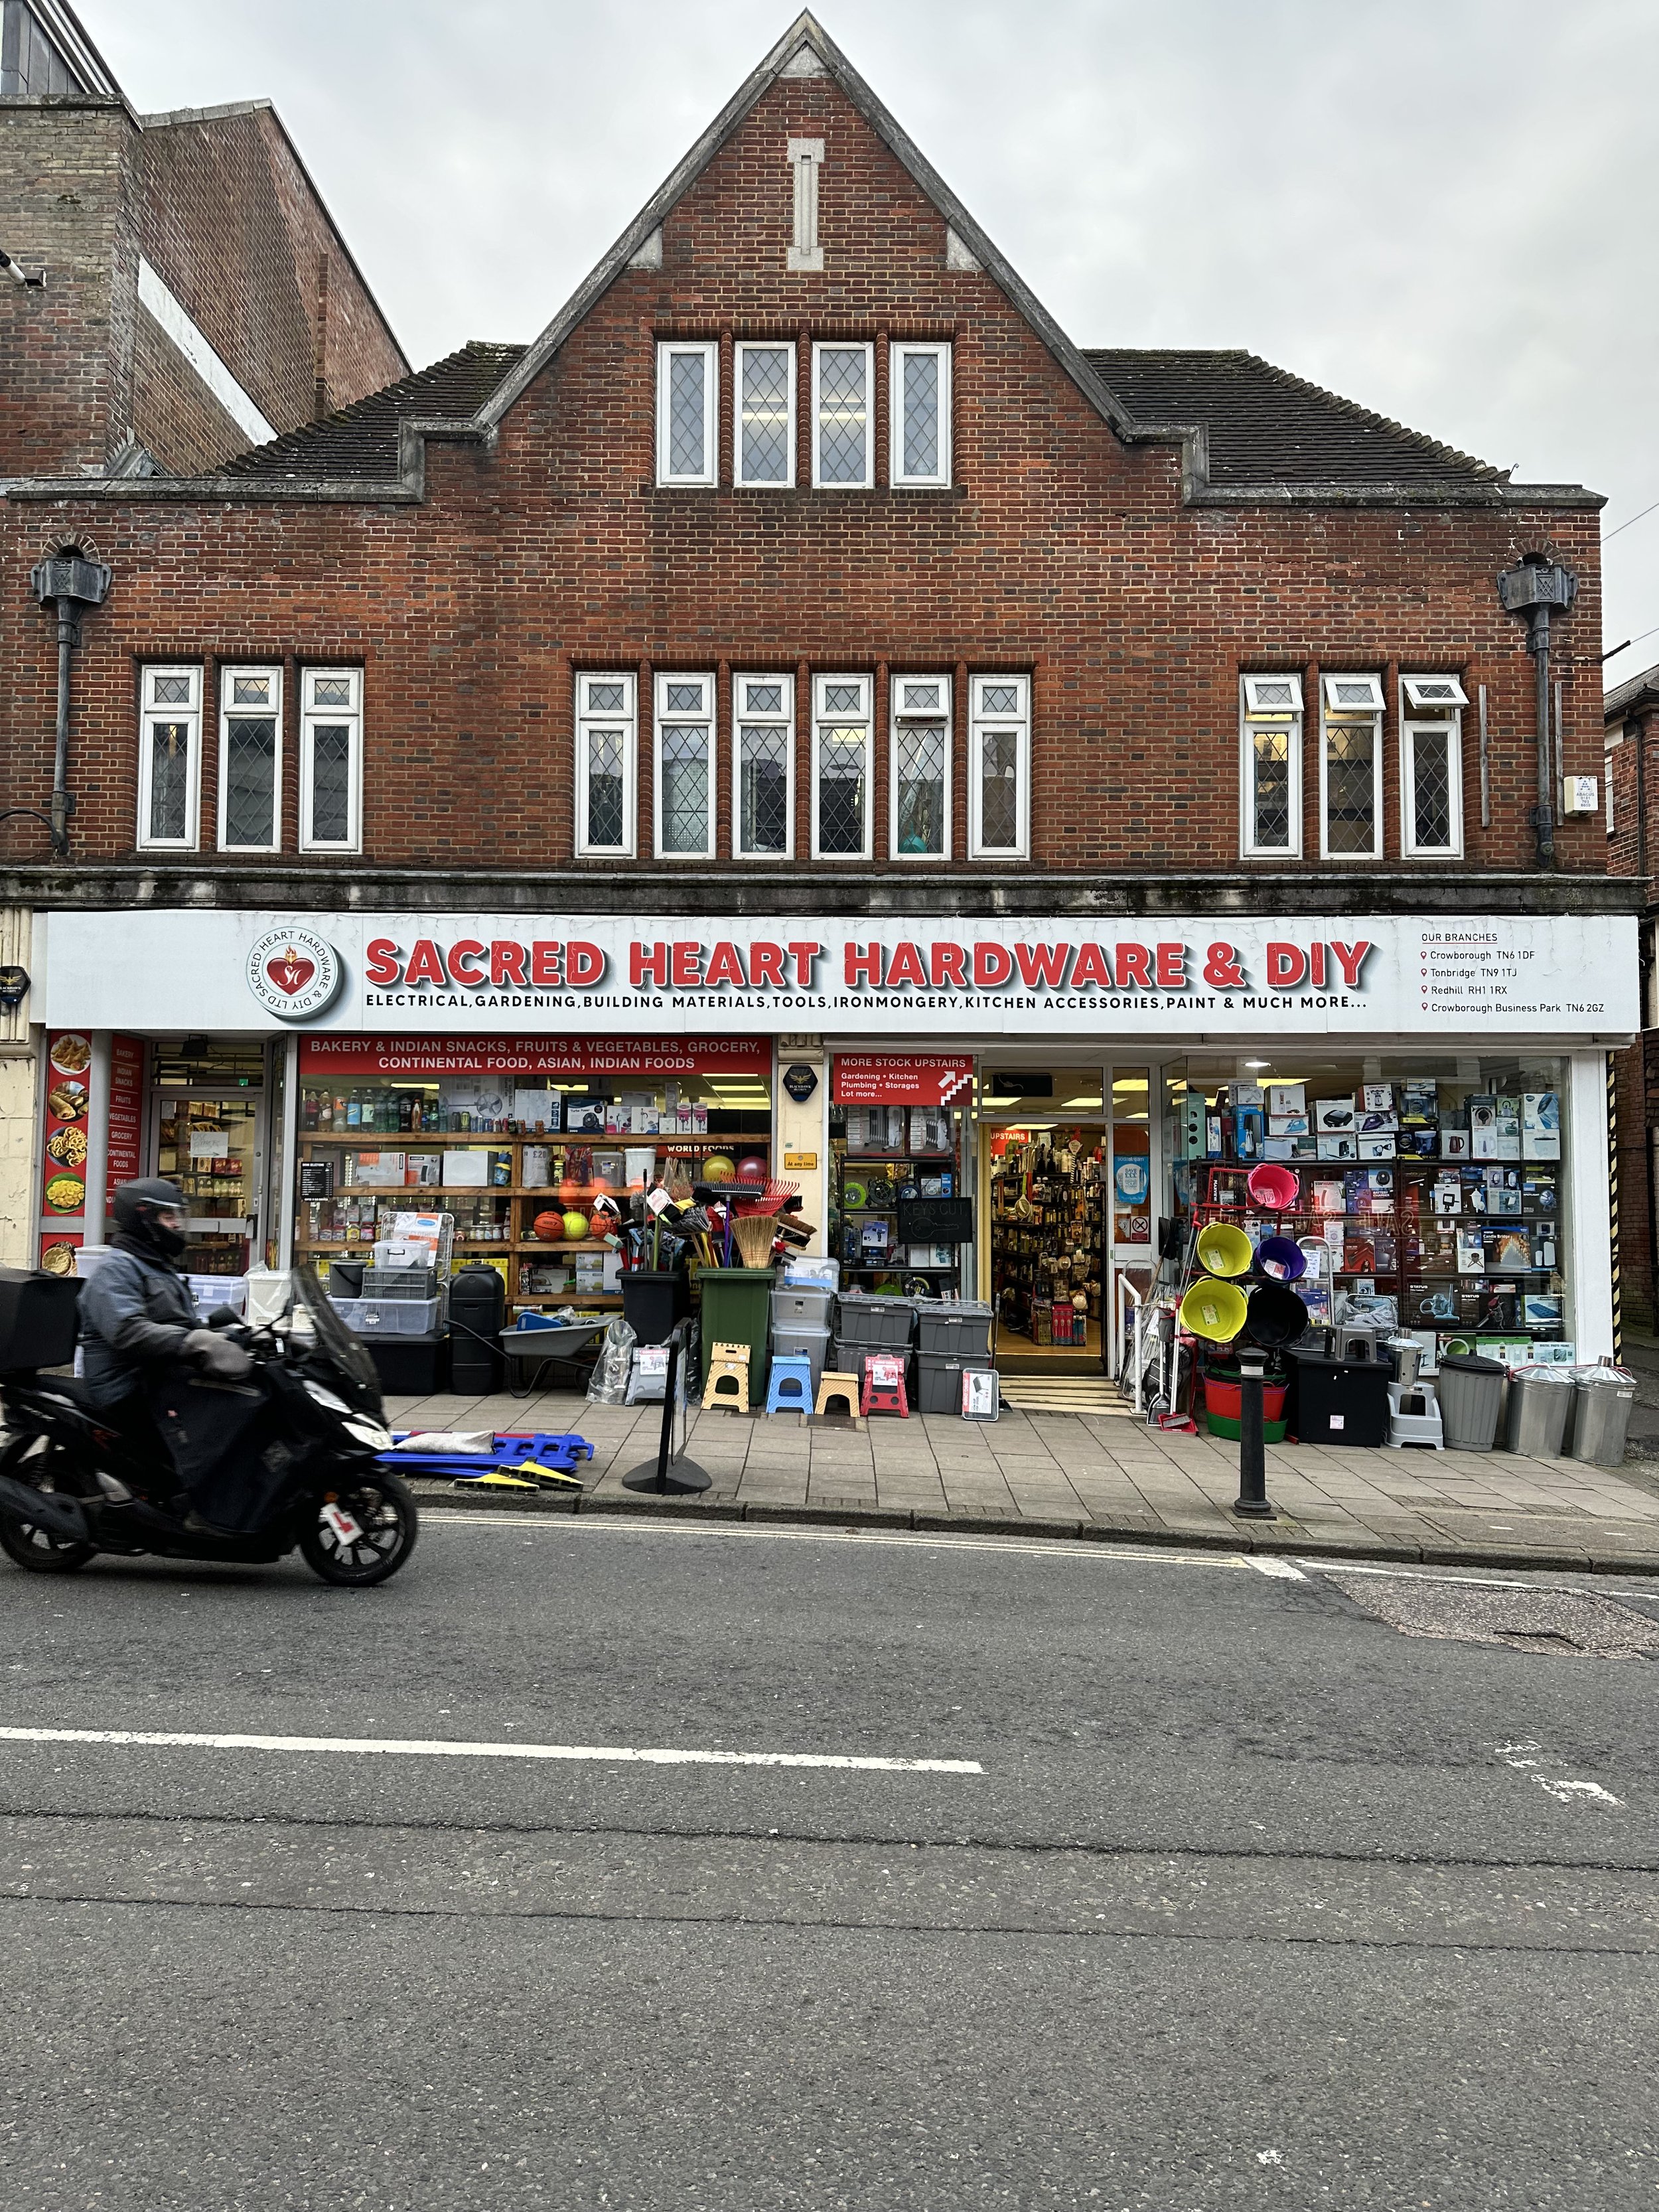 SACRED HEART HARDWARE & DIY LTD
SACRED HEART HARDWARE & DIY
ELECTRICAL,GARDENING,BUILDING MATERIALS,TOOLS,IRONMONGERY,KITCHEN ACCESSORIES,PAINT & MUCH MORE...
OUR BRANCHES
Crowborough TN6 1DF
Tonbridge TN9 1TJ
Redhill RH1 1RX
Crowborough Business Park TN6 2GZ
BAKERY
INDIAN
SNACKS
FRUITS
VEGETABLES
GROCERY
CONTINENTAL
FOODS
BAKERY & INDIAN SNACKS, FRUITS & VEGETABLES, GROCERY,
CONTINENTAL FOOD, ASIAN, INDIAN FOODS
WORLD FOODS
At any time
MORE STOCK UPSTAIRS
Gardening • Kitchen
Plumbing • Storages
Lot more...
UPSTAIRS
KEYS CUT
L